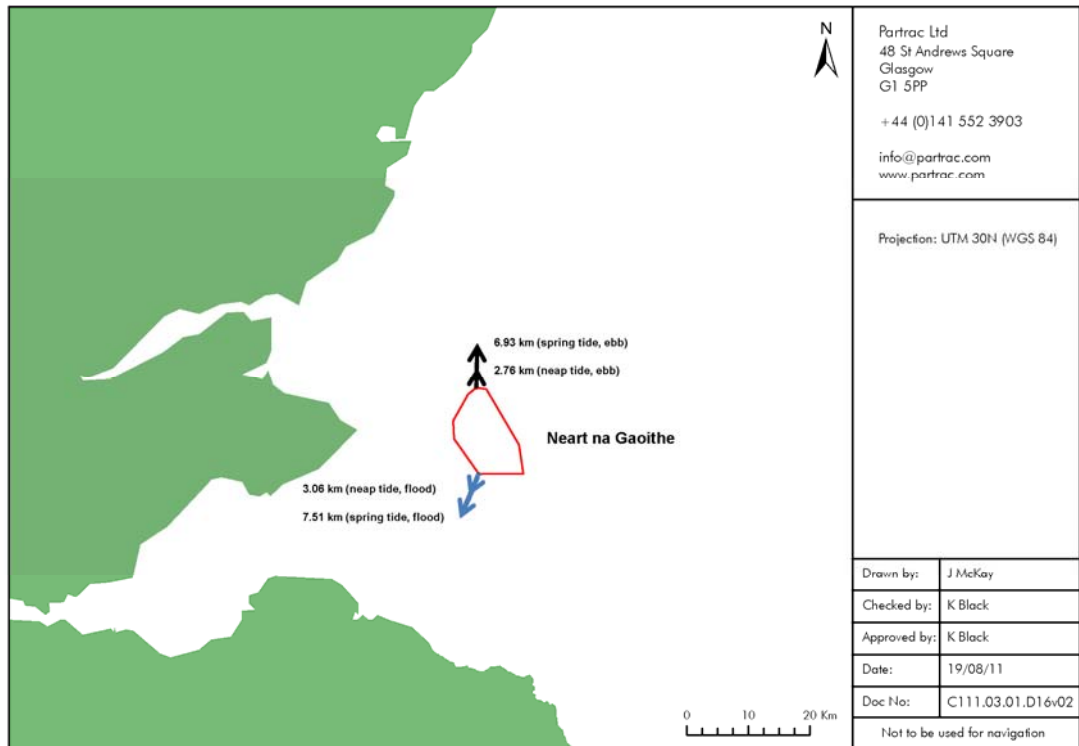 N
6.93 km (spring tide, ebb)
2.76 km (neap tide, ebb)
Neart na Gaoithe
3.06 km (neap tide, flood)
7.51 km (spring tide, flood)
0 10 20 Km
Partrac Ltd
48 St Andrews Square
Glasgow
G1 5PP
+44 (0)141 552 3903
info@partrac.com
www.partrac.com
Projection: UTM 30N (WGS 84)
Drawn by: J McKay
Checked by: K Black
Approved by: K Black
Date: 19/08/11
Doc No: C111.03.01.D16v02
Not to be used for navigation